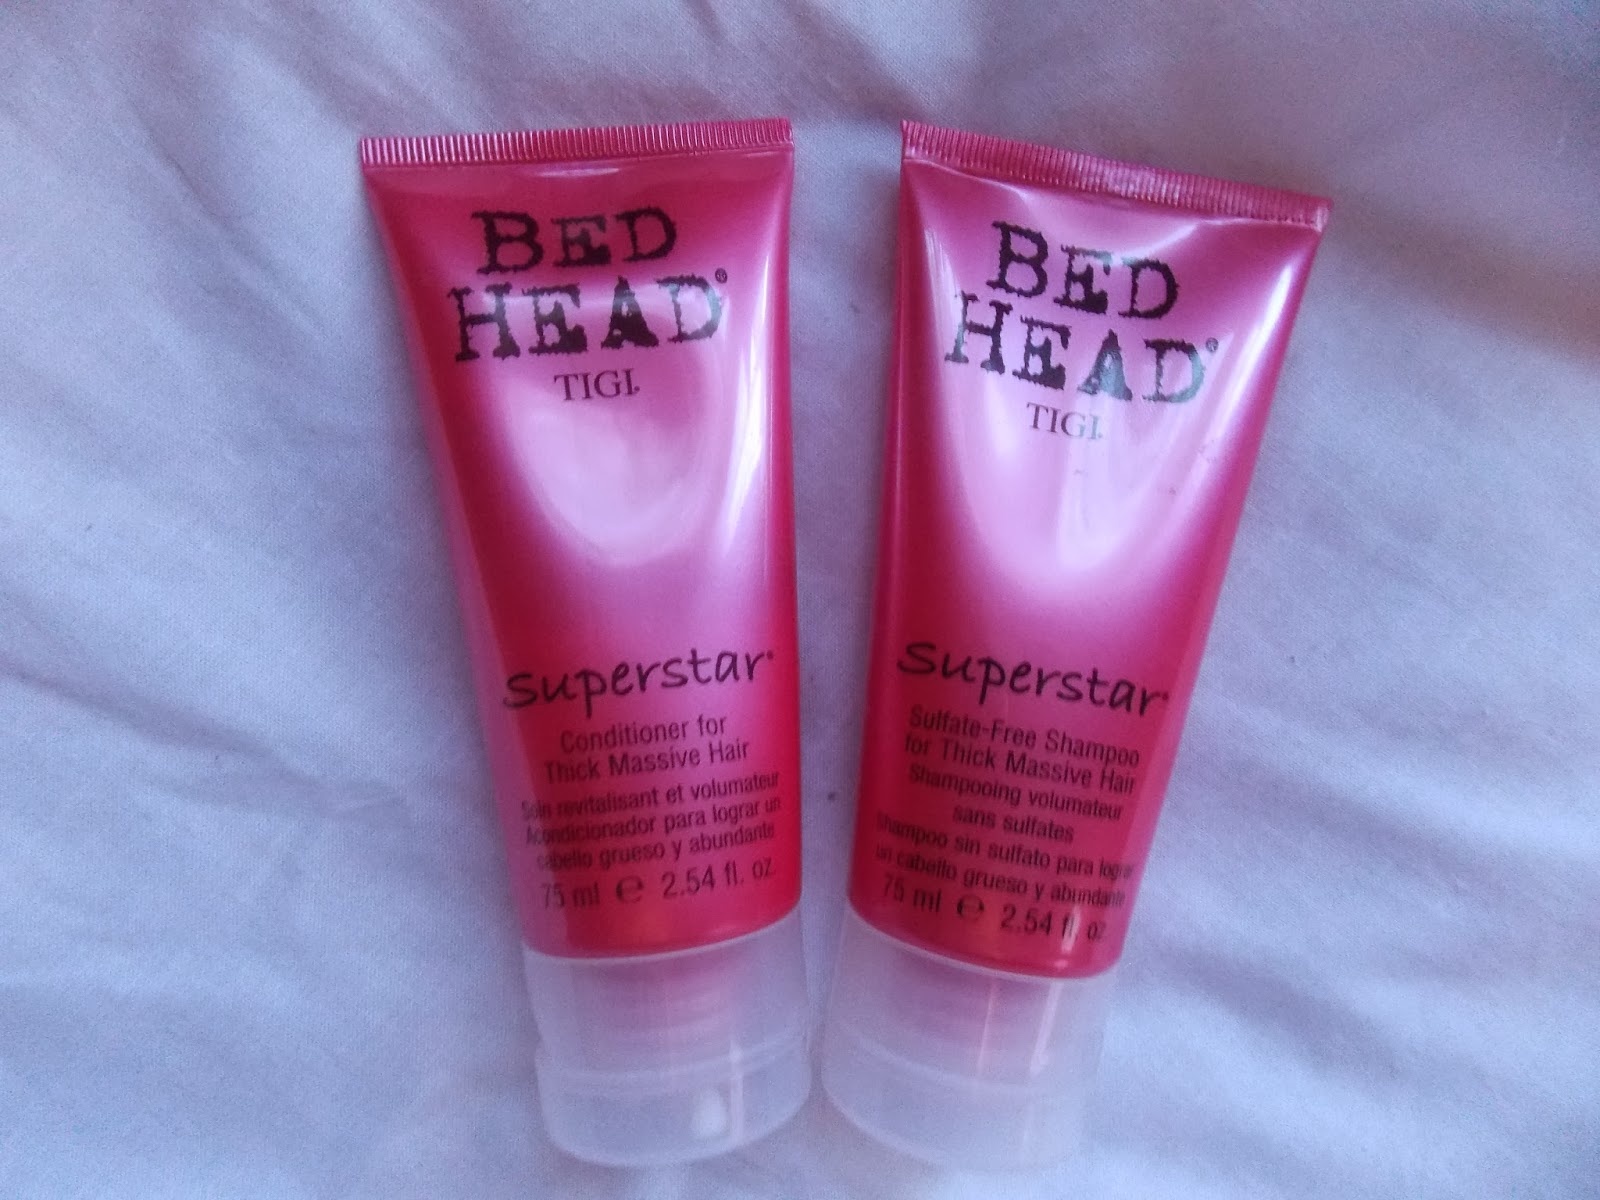 BED
HEAD®
TIGI.
superstar®
Conditioner for
Thick Massive Hair
Soin revitalisant et volumateur
Acondicionador para lograr un
cabello grueso y abundante
75 ml ℮ 2.54 fl. oz
BED
HEAD®
TIGI.
superstar®
Sulfate-Free Shampoo
for Thick Massive Hair
Shampooing volumateur
sans sulfates
Shampoo sin sulfato para lograr
un cabello grueso y abundante
75 ml ℮ 2.54 fl. oz